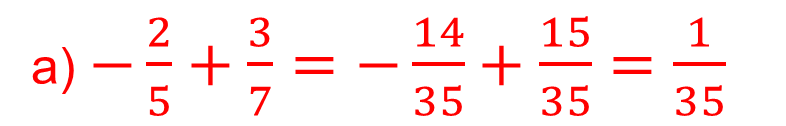 a) −2/5 + 3/7 = −14/35 + 15/35 = 1/35